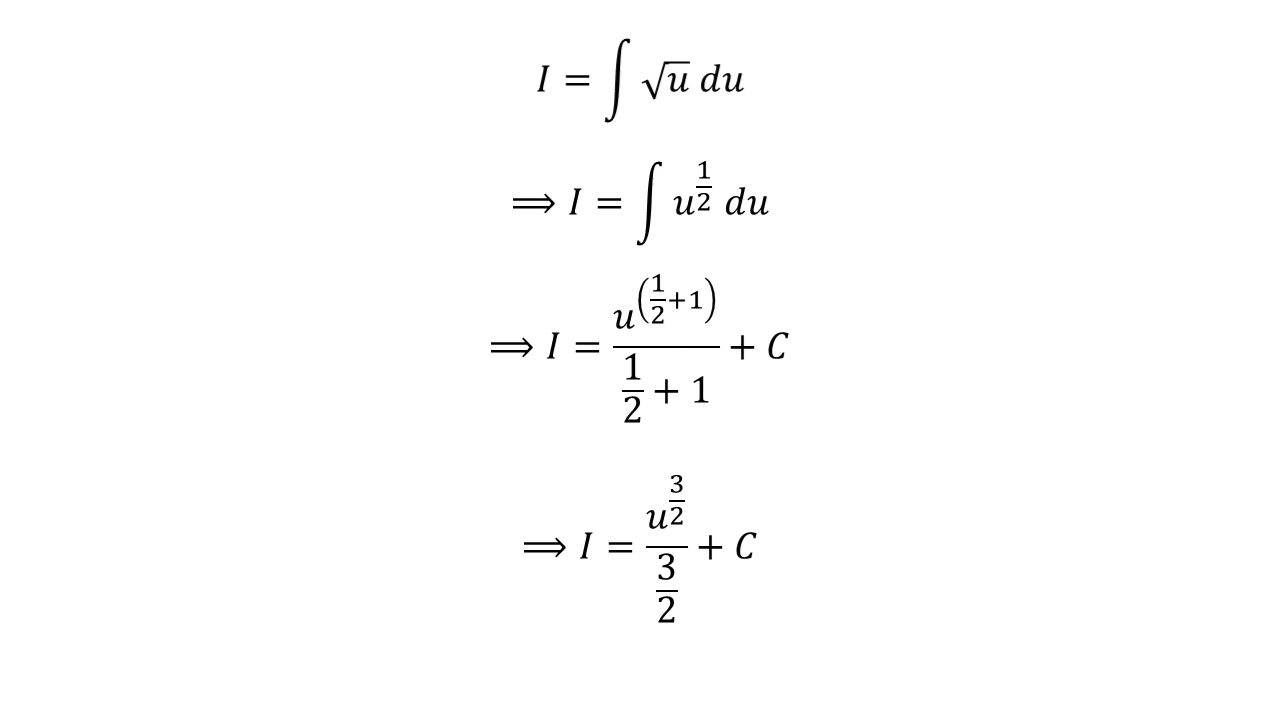 I = ∫ √u du
⟹ I = ∫ u^(1/2) du
⟹ I = u^(1/2+1) / (1/2 + 1) + C
⟹ I = u^(3/2) / (3/2) + C